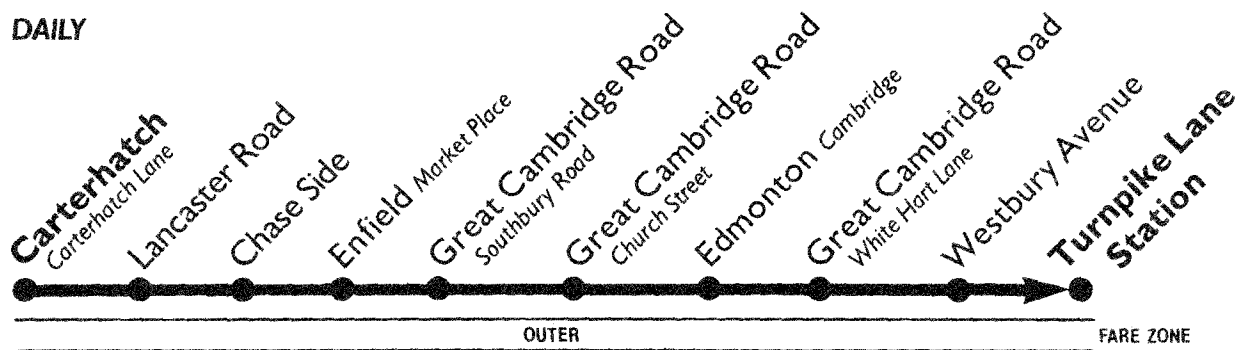 DAILY
Carterhatch
Carterhatch Lane
Lancaster Road
Chase Side
Enfield Market Place
Great Cambridge Road
Southbury Road
Great Cambridge Road
Church Street
Edmonton Cambridge
Great Cambridge Road
White Hart Lane
Westbury Avenue
Turnpike Lane
Station
OUTER
FARE ZONE